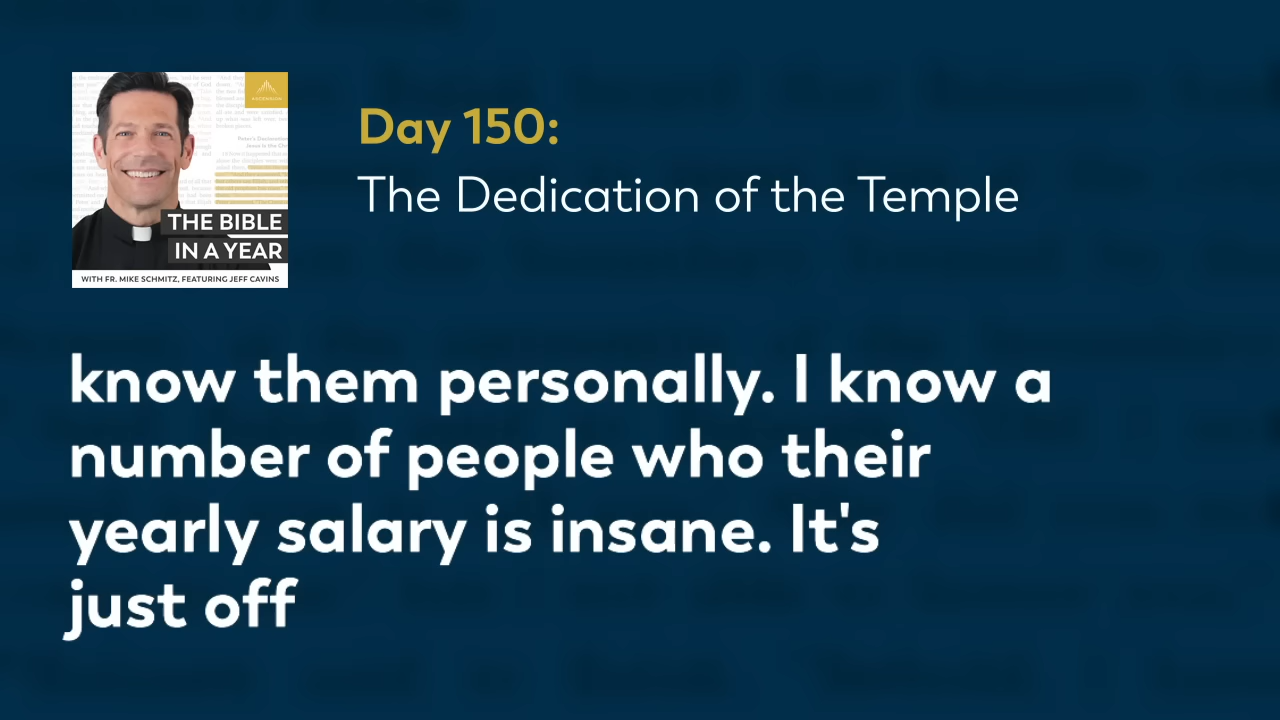 ASCENSION
THE BIBLE
IN A YEAR
WITH FR. MIKE SCHMITZ, FEATURING JEFF CAVINS
Day 150:
The Dedication of the Temple
know them personally. I know a
number of people who their
yearly salary is insane. It's
just off